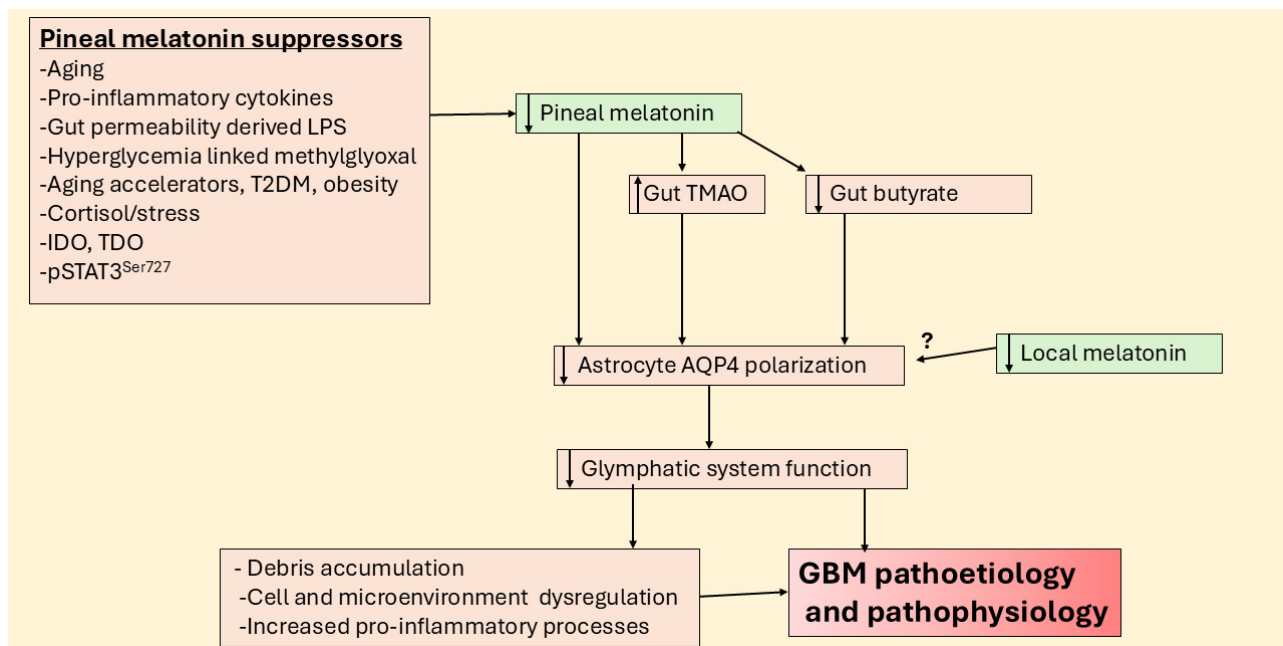 Pineal melatonin suppressors
-Aging
-Pro-inflammatory cytokines
-Gut permeability derived LPS
-Hyperglycemia linked methylglyoxal
-Aging accelerators, T2DM, obesity
-Cortisol/stress
-IDO, TDO
-pSTAT3Ser727
Pineal melatonin
Gut TMAO
Gut butyrate
?
Local melatonin
Astrocyte AQP4 polarization
Glymphatic system function
- Debris accumulation
-Cell and microenvironment dysregulation
-Increased pro-inflammatory processes
GBM pathoetiology
and pathophysiology